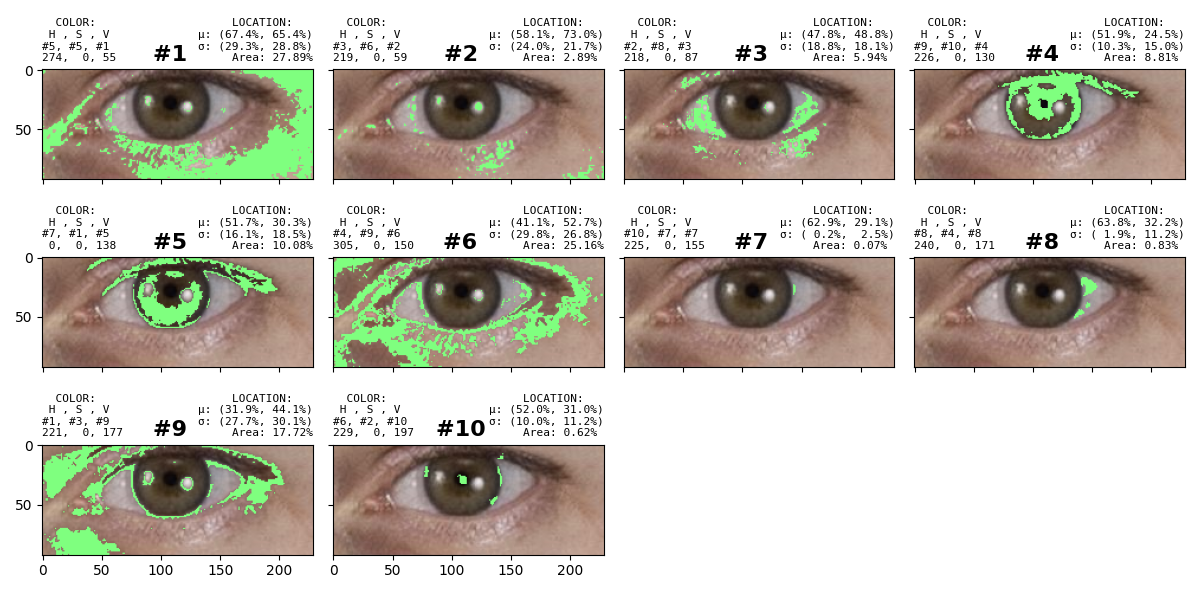 COLOR: LOCATION:
H , S , V μ: (67.4%, 65.4%)
#5, #5, #1 σ: (29.3%, 28.8%)
274, 0, 55 #1 Area: 27.89%
COLOR: LOCATION:
H , S , V μ: (58.1%, 73.0%)
#3, #6, #2 σ: (24.0%, 21.7%)
219, 0, 59 #2 Area: 2.89%
COLOR: LOCATION:
H , S , V μ: (47.8%, 48.8%)
#2, #8, #3 σ: (18.8%, 18.1%)
218, 0, 87 #3 Area: 5.94%
COLOR: LOCATION:
H , S , V μ: (51.9%, 24.5%)
#9, #10, #4 σ: (10.3%, 15.0%)
226, 0, 130 #4 Area: 8.81%
0
50
COLOR: LOCATION:
H , S , V μ: (51.7%, 30.3%)
#7, #1, #5 σ: (16.1%, 18.5%)
0, 0, 138 #5 Area: 10.08%
COLOR: LOCATION:
H , S , V μ: (41.1%, 52.7%)
#4, #9, #6 σ: (29.8%, 26.8%)
305, 0, 150 #6 Area: 25.16%
COLOR: LOCATION:
H , S , V μ: (62.9%, 29.1%)
#10, #7, #7 σ: ( 0.2%, 2.5%)
225, 0, 155 #7 Area: 0.07%
COLOR: LOCATION:
H , S , V μ: (63.8%, 32.2%)
#8, #4, #8 σ: ( 1.9%, 11.2%)
240, 0, 171 #8 Area: 0.83%
0
50
COLOR: LOCATION:
H , S , V μ: (31.9%, 44.1%)
#1, #3, #9 σ: (27.7%, 30.1%)
221, 0, 177 #9 Area: 17.72%
COLOR: LOCATION:
H , S , V μ: (52.0%, 31.0%)
#6, #2, #10 σ: (10.0%, 11.2%)
229, 0, 197 #10 Area: 0.62%
0
50
0 50 100 150 200
0 50 100 150 200